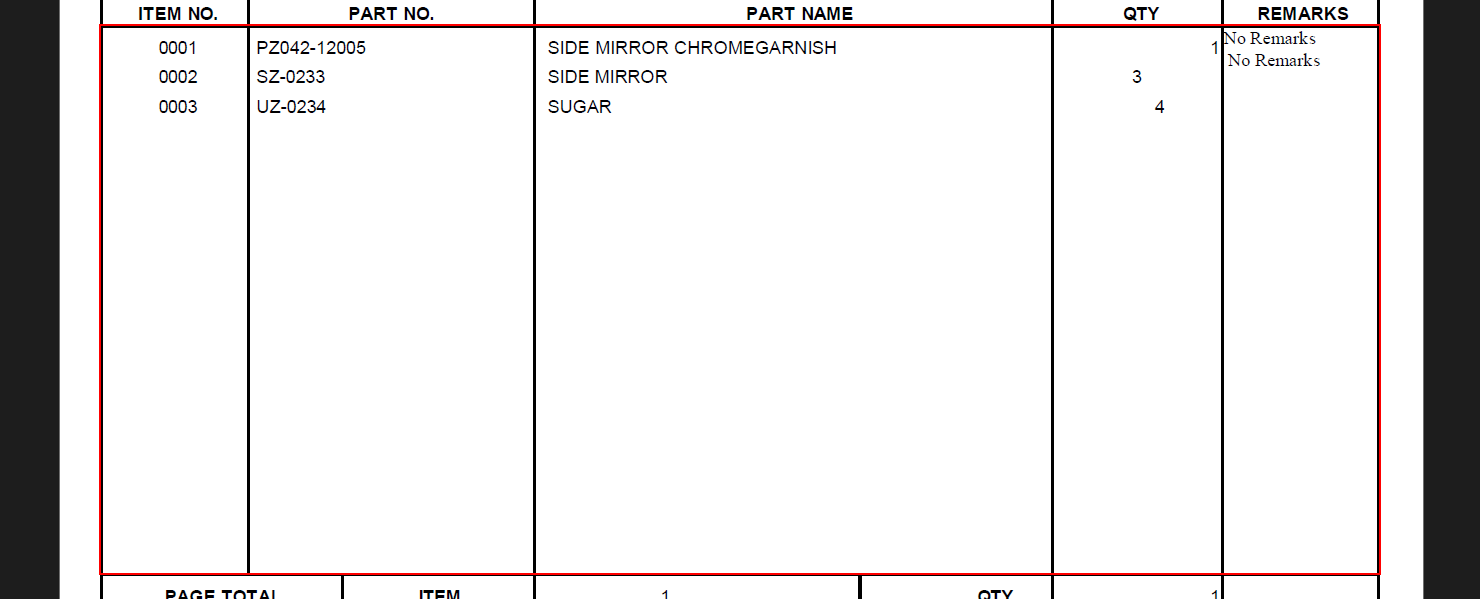 ITEM NO. PART NO. PART NAME QTY REMARKS
0001 PZ042-12005 SIDE MIRROR CHROMEGARNISH 1 No Remarks
No Remarks
0002 SZ-0233 SIDE MIRROR 3
0003 UZ-0234 SUGAR 4
PAGE TOTAL ITEM 1 QTY 1